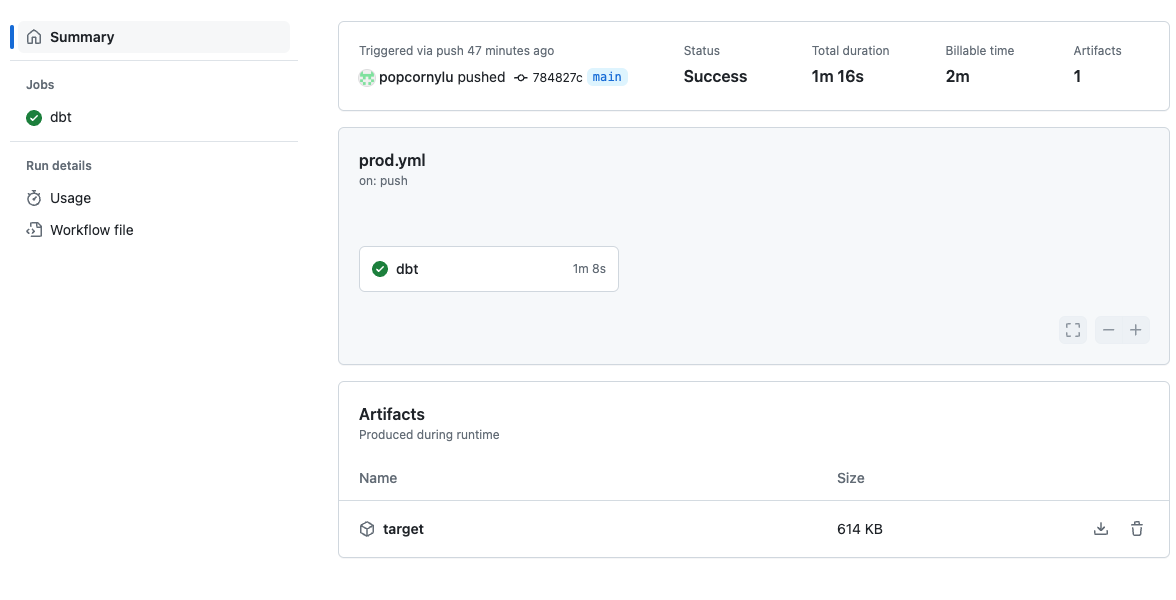 Summary
Jobs
dbt
Run details
Usage
Workflow file
Triggered via push 47 minutes ago
popcornylu pushed 784827c main
Status
Success
Total duration
1m 16s
Billable time
2m
Artifacts
1
prod.yml
on: push
dbt 1m 8s
Artifacts
Produced during runtime
Name Size
target 614 KB